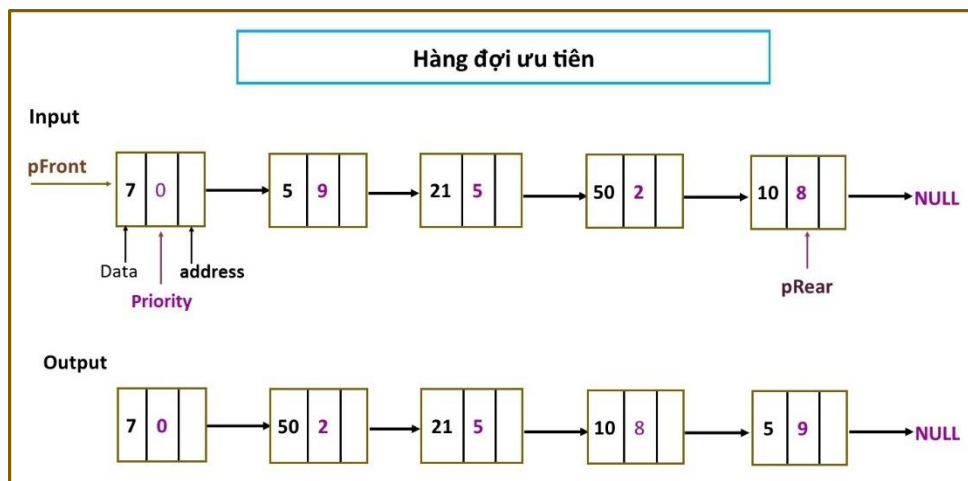 Hàng đợi ưu tiên
Input
pFront
7 0 5 9 21 5 50 2 10 8 NULL
Data address
Priority pRear
Output
7 0 50 2 21 5 10 8 5 9 NULL